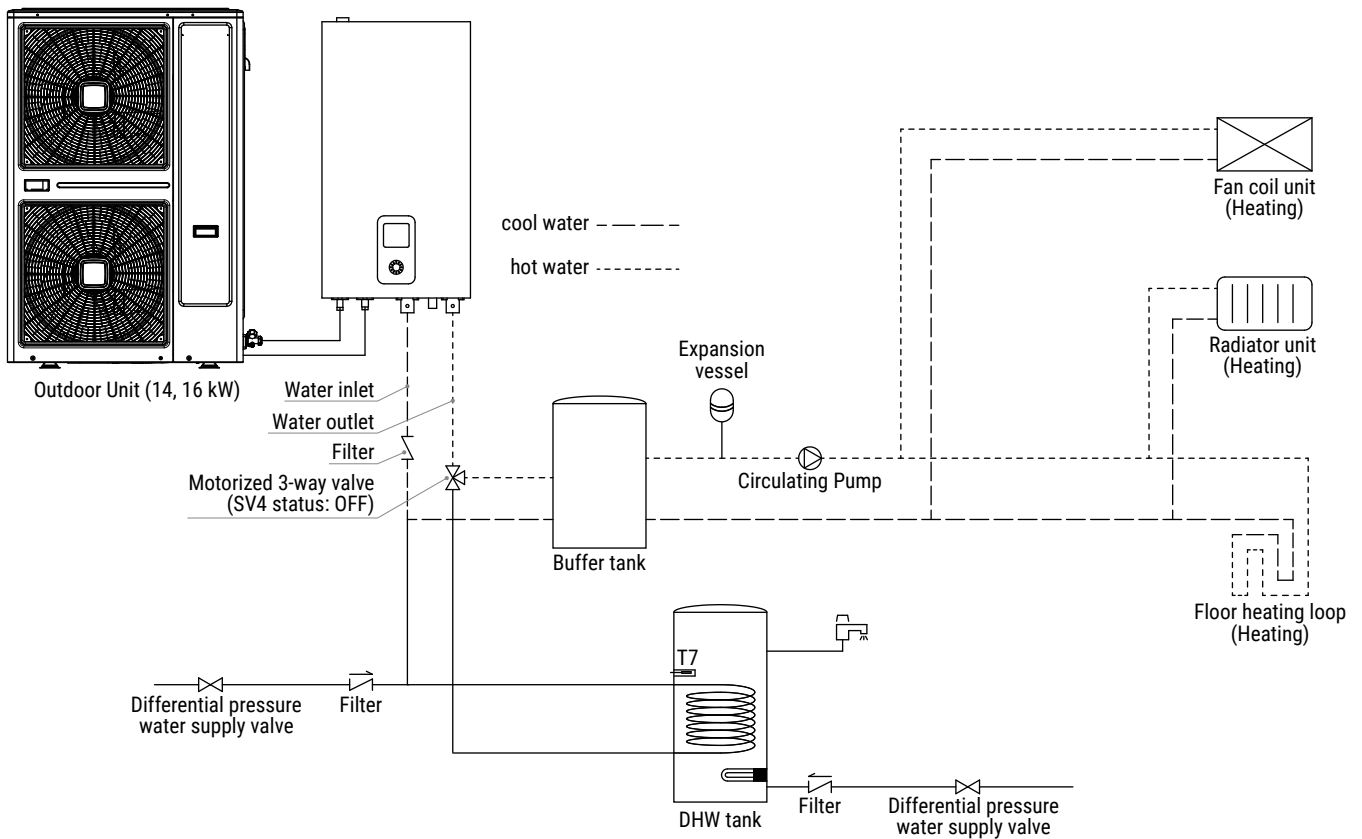 cool water
hot water
Fan coil unit
(Heating)
Radiator unit
(Heating)
Outdoor Unit (14, 16 kW)
Water inlet
Water outlet
Filter
Motorized 3-way valve
(SV4 status: OFF)
Expansion
vessel
Circulating Pump
Buffer tank
Floor heating loop
(Heating)
T7
Differential pressure
water supply valve
Filter
DHW tank
Filter
Differential pressure
water supply valve